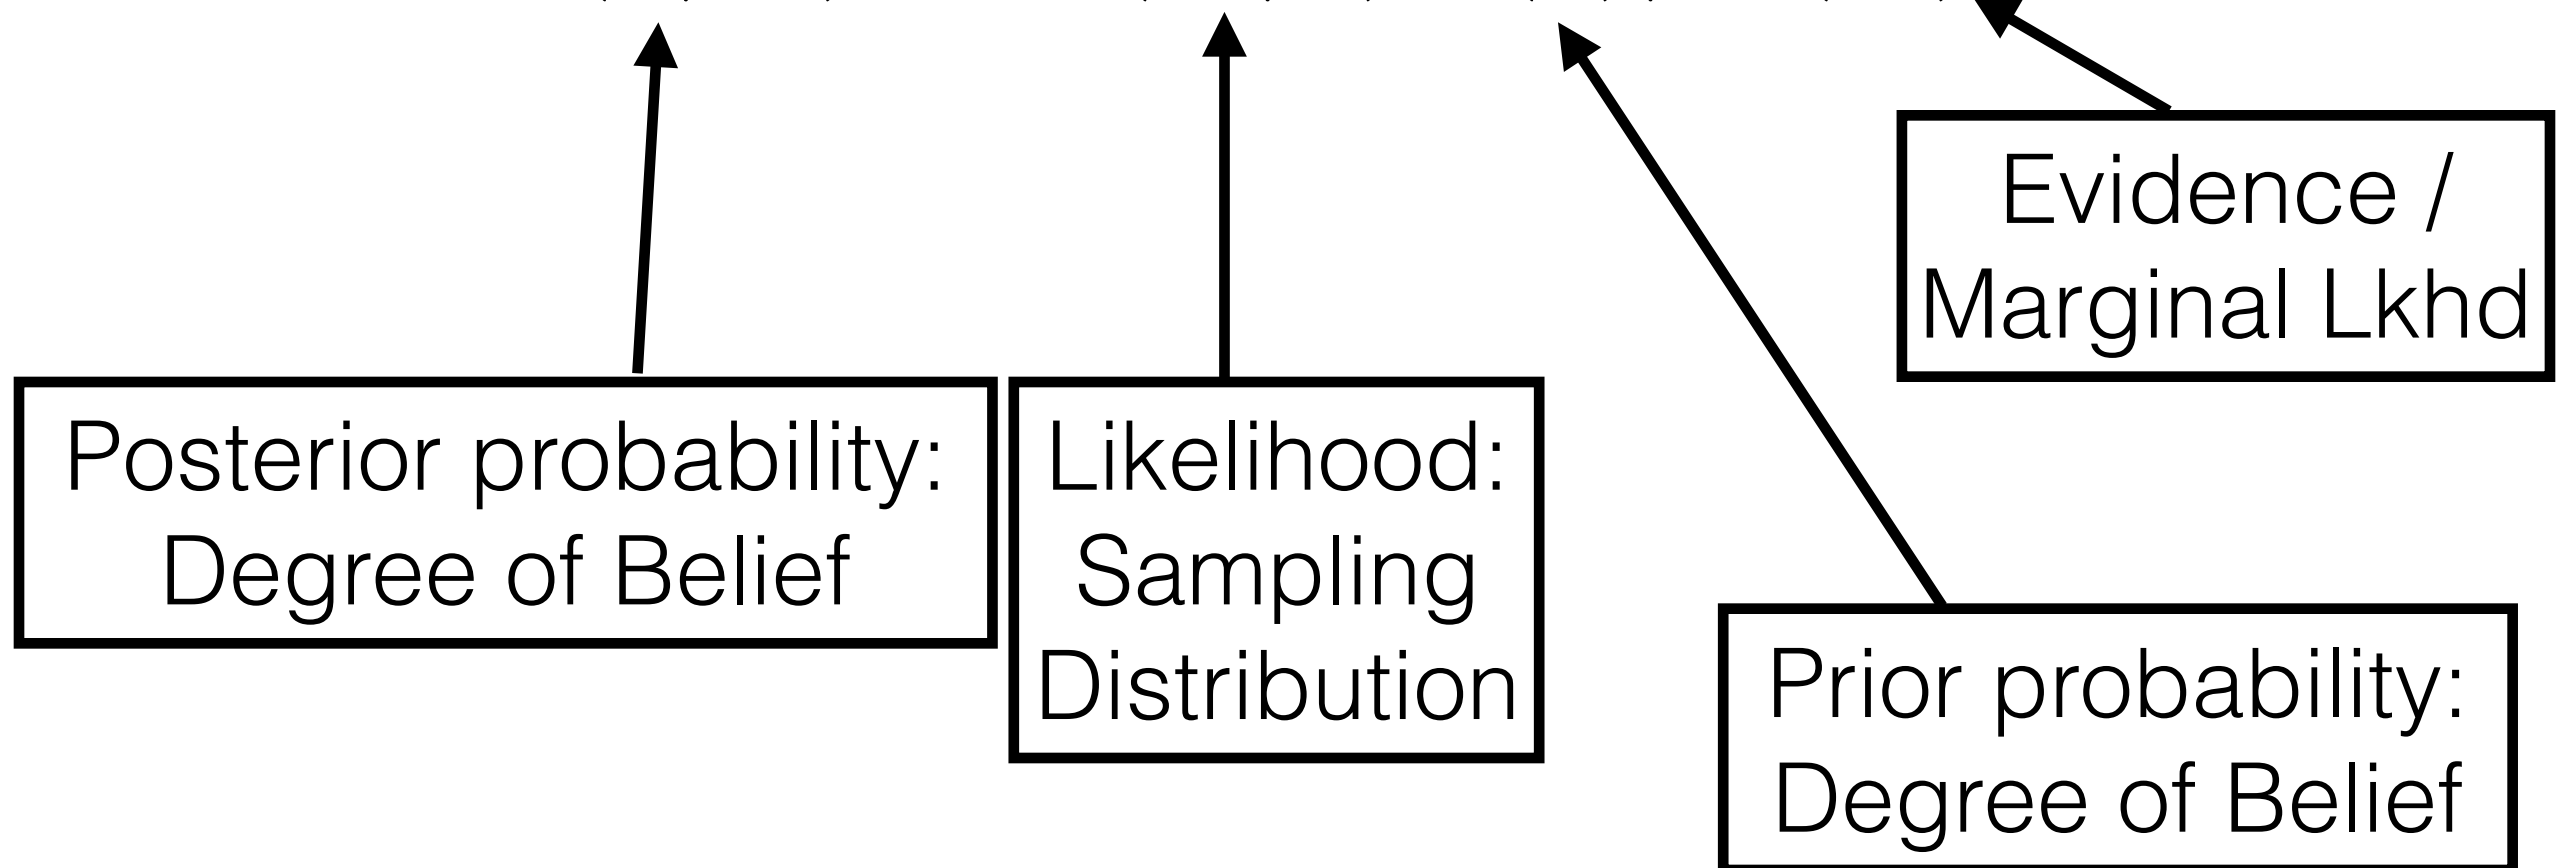 Evidence /
Marginal Lkhd
Posterior probability:
Degree of Belief
Likelihood:
Sampling
Distribution
Prior probability:
Degree of Belief